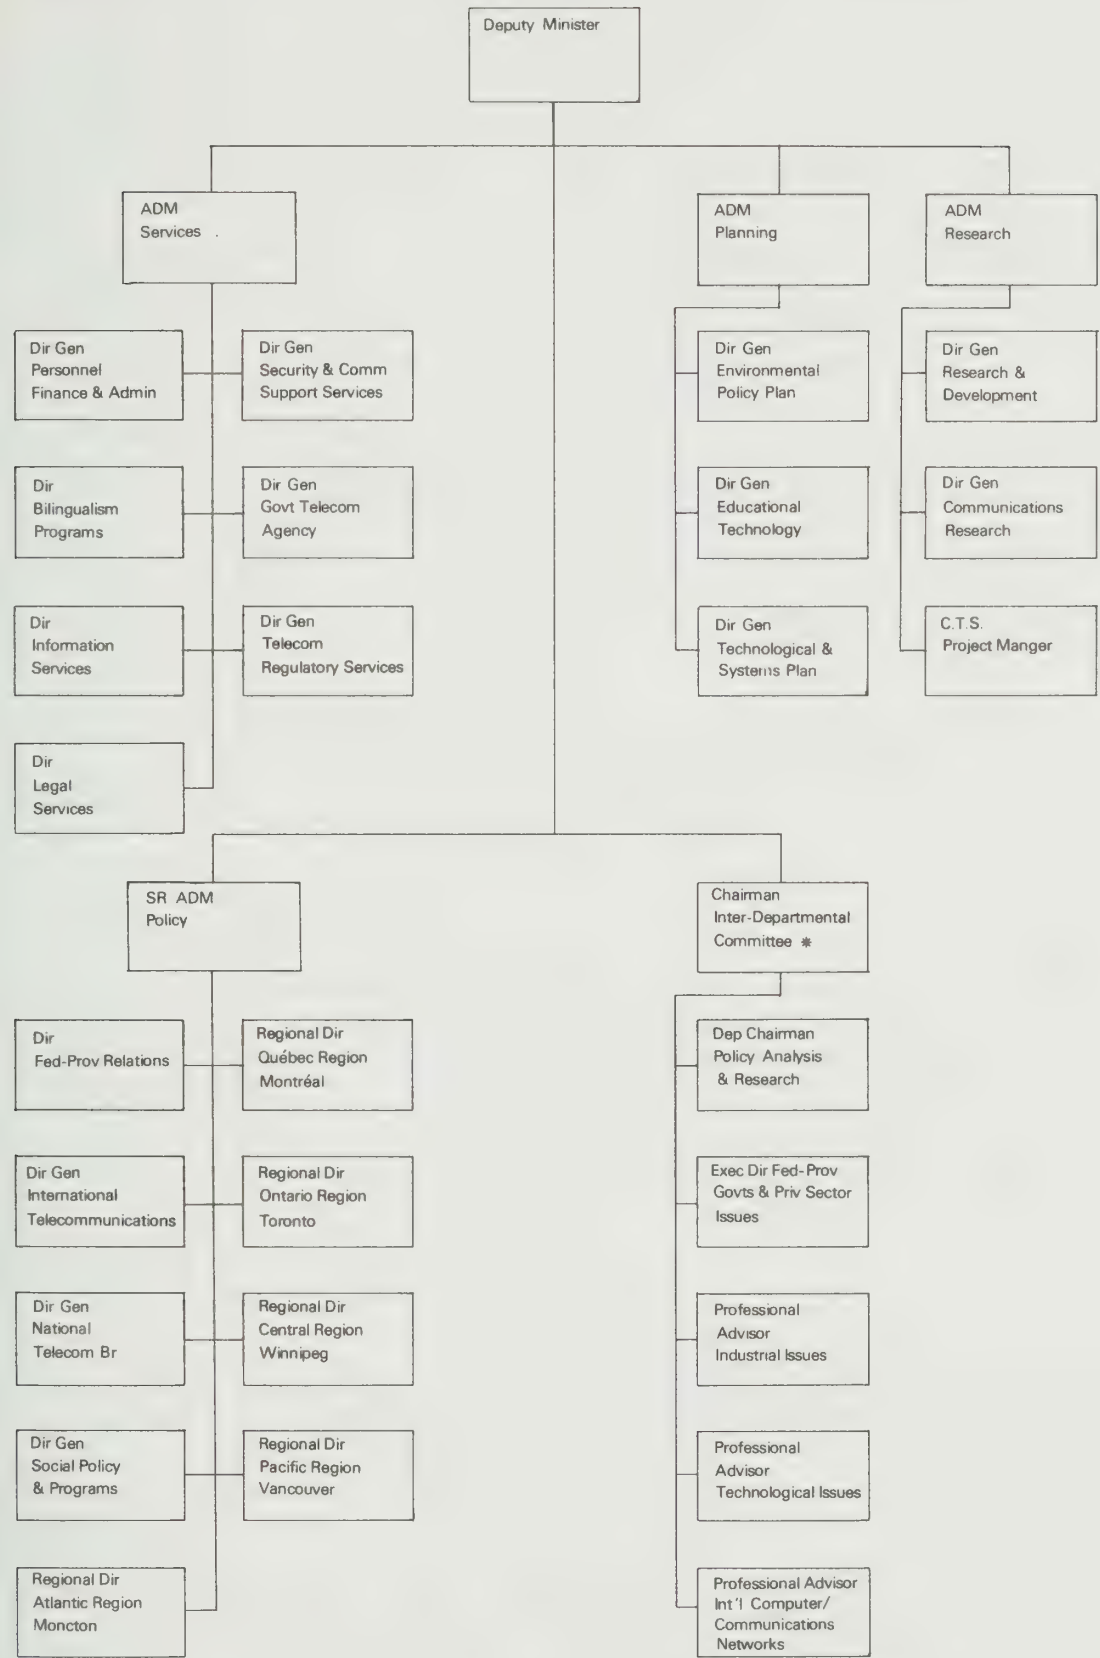 Deputy Minister
ADM
Services .
ADM
Planning
ADM
Research
Dir Gen
Personnel
Finance & Admin
Dir Gen
Security & Comm
Support Services
Dir Gen
Environmental
Policy Plan
Dir Gen
Research &
Development
Dir
Bilingualism
Programs
Dir Gen
Govt Telecom
Agency
Dir Gen
Educational
Technology
Dir Gen
Communications
Research
Dir
Information
Services
Dir Gen
Telecom
Regulatory Services
Dir Gen
Technological &
Systems Plan
C.T.S.
Project Manger
Dir
Legal
Services
SR ADM
Policy
Chairman
Inter-Departmental
Committee *
Dir
Fed-Prov Relations
Regional Dir
Québec Region
Montréal
Dep Chairman
Policy Analysis
& Research
Dir Gen
International
Telecommunications
Regional Dir
Ontario Region
Toronto
Exec Dir Fed-Prov
Govts & Priv Sector
Issues
Dir Gen
National
Telecom Br
Regional Dir
Central Region
Winnipeg
Professional
Advisor
Industrial Issues
Dir Gen
Social Policy
& Programs
Regional Dir
Pacific Region
Vancouver
Professional
Advisor
Technological Issues
Regional Dir
Atlantic Region
Moncton
Professional Advisor
Int'l Computer/
Communications
Networks